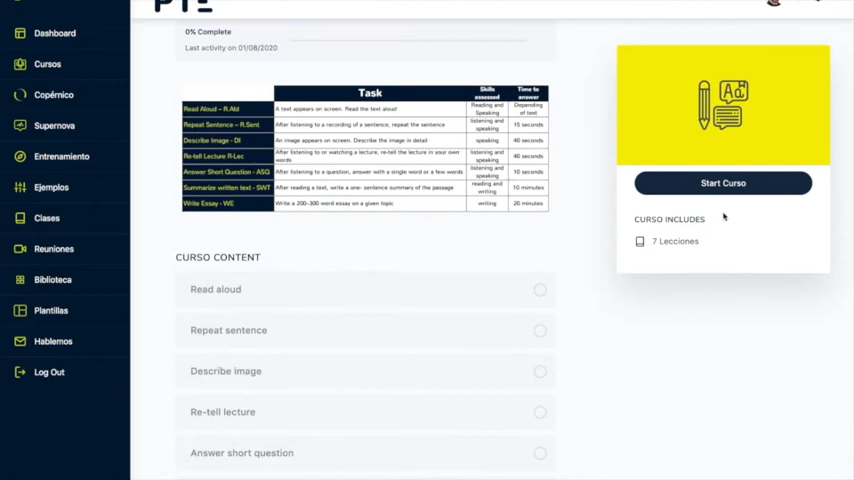 PTE
Dashboard
Cursos
Copérnico
Supernova
Entrenamiento
Ejemplos
Clases
Reuniones
Biblioteca
Plantillas
Hablemos
Log Out
0% Complete
Last activity on 01/08/2020
Task
Skills assessed
Time to answer
Read Aloud – R.Ald
A text appears on screen. Read the text aloud
Reading and Speaking
Depending of text
Repeat Sentence – R.Sent
After listening to a recording of a sentence, repeat the sentence
listening and speaking
15 seconds
Describe Image - DI
An image appears on screen. Describe the image in detail
speaking
40 seconds
Re-tell Lecture R-Lec
After listening to or watching a lecture, re-tell the lecture in your own words
listening and speaking
40 seconds
Answer Short Question - ASQ
After listening to a question, answer with a single word or a few words
listening and speaking
10 seconds
Summarize written text - SWT
After reading a text, write a one- sentence summary of the passage
reading and writing
10 minutes
Write Essay - WE
Write a 200-300 word essay on a given topic
writing
20 minutes
CURSO CONTENT
Read aloud
Repeat sentence
Describe image
Re-tell lecture
Answer short question
Ad
Start Curso
CURSO INCLUDES
7 Lecciones